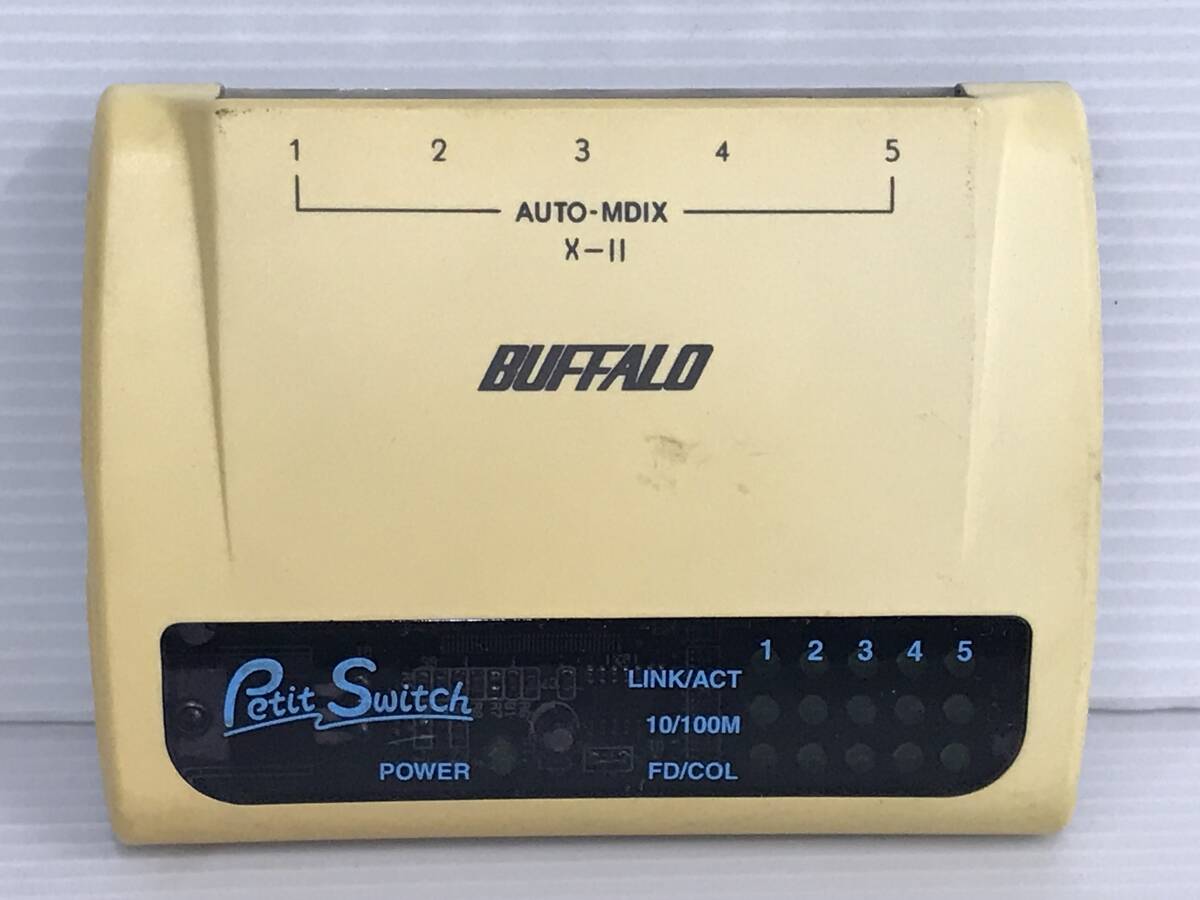 1 2 3 4 5
AUTO-MDIX
X-II
BUFFALO
1 2 3 4 5
Petit Switch
LINK/ACT
10/100M
POWER
FD/COL